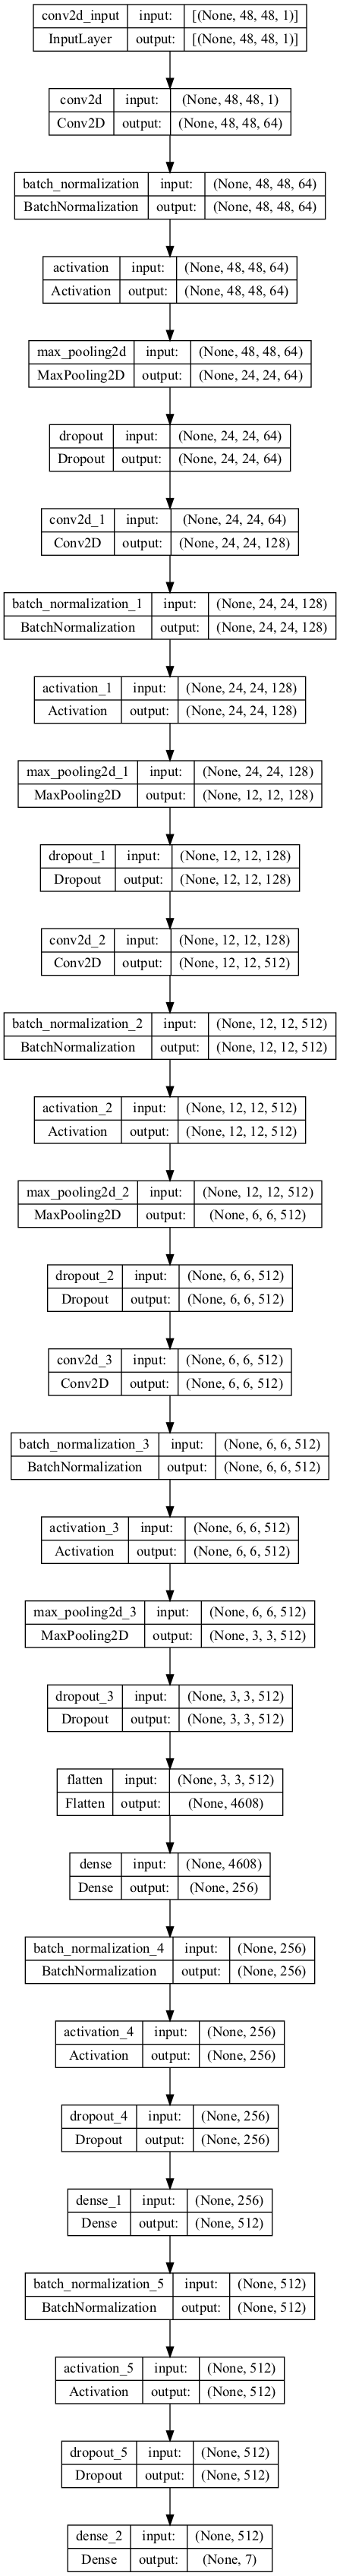 conv2d_input input: [(None, 48, 48, 1)]
InputLayer output: [(None, 48, 48, 1)]
conv2d input: (None, 48, 48, 1)
Conv2D output: (None, 48, 48, 64)
batch_normalization input: (None, 48, 48, 64)
BatchNormalization output: (None, 48, 48, 64)
activation input: (None, 48, 48, 64)
Activation output: (None, 48, 48, 64)
max_pooling2d input: (None, 48, 48, 64)
MaxPooling2D output: (None, 24, 24, 64)
dropout input: (None, 24, 24, 64)
Dropout output: (None, 24, 24, 64)
conv2d_1 input: (None, 24, 24, 64)
Conv2D output: (None, 24, 24, 128)
batch_normalization_1 input: (None, 24, 24, 128)
BatchNormalization output: (None, 24, 24, 128)
activation_1 input: (None, 24, 24, 128)
Activation output: (None, 24, 24, 128)
max_pooling2d_1 input: (None, 24, 24, 128)
MaxPooling2D output: (None, 12, 12, 128)
dropout_1 input: (None, 12, 12, 128)
Dropout output: (None, 12, 12, 128)
conv2d_2 input: (None, 12, 12, 128)
Conv2D output: (None, 12, 12, 512)
batch_normalization_2 input: (None, 12, 12, 512)
BatchNormalization output: (None, 12, 12, 512)
activation_2 input: (None, 12, 12, 512)
Activation output: (None, 12, 12, 512)
max_pooling2d_2 input: (None, 12, 12, 512)
MaxPooling2D output: (None, 6, 6, 512)
dropout_2 input: (None, 6, 6, 512)
Dropout output: (None, 6, 6, 512)
conv2d_3 input: (None, 6, 6, 512)
Conv2D output: (None, 6, 6, 512)
batch_normalization_3 input: (None, 6, 6, 512)
BatchNormalization output: (None, 6, 6, 512)
activation_3 input: (None, 6, 6, 512)
Activation output: (None, 6, 6, 512)
max_pooling2d_3 input: (None, 6, 6, 512)
MaxPooling2D output: (None, 3, 3, 512)
dropout_3 input: (None, 3, 3, 512)
Dropout output: (None, 3, 3, 512)
flatten input: (None, 3, 3, 512)
Flatten output: (None, 4608)
dense input: (None, 4608)
Dense output: (None, 256)
batch_normalization_4 input: (None, 256)
BatchNormalization output: (None, 256)
activation_4 input: (None, 256)
Activation output: (None, 256)
dropout_4 input: (None, 256)
Dropout output: (None, 256)
dense_1 input: (None, 256)
Dense output: (None, 512)
batch_normalization_5 input: (None, 512)
BatchNormalization output: (None, 512)
activation_5 input: (None, 512)
Activation output: (None, 512)
dropout_5 input: (None, 512)
Dropout output: (None, 512)
dense_2 input: (None, 512)
Dense output: (None, 7)